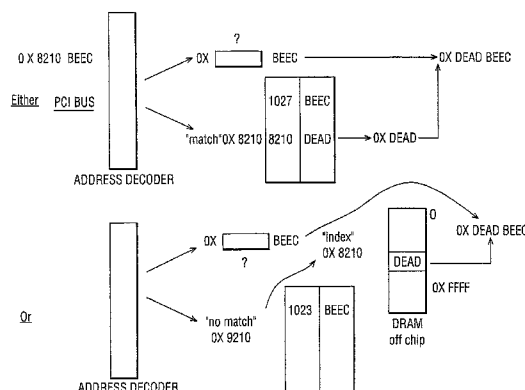 ?
0 X 8210 BEEC
0X BEEC
0X DEAD BEEC
1027 BEEC
Either PCI BUS
"match" 0X 8210 8210 DEAD 0X DEAD
ADDRESS DECODER
0X BEEC
?
"index"
0X 8210
0
0X DEAD BEEC
DEAD
0X FFFF
Or
"no match"
0X 9210
1023 BEEC
DRAM
off chip
ADDRESS DECODER